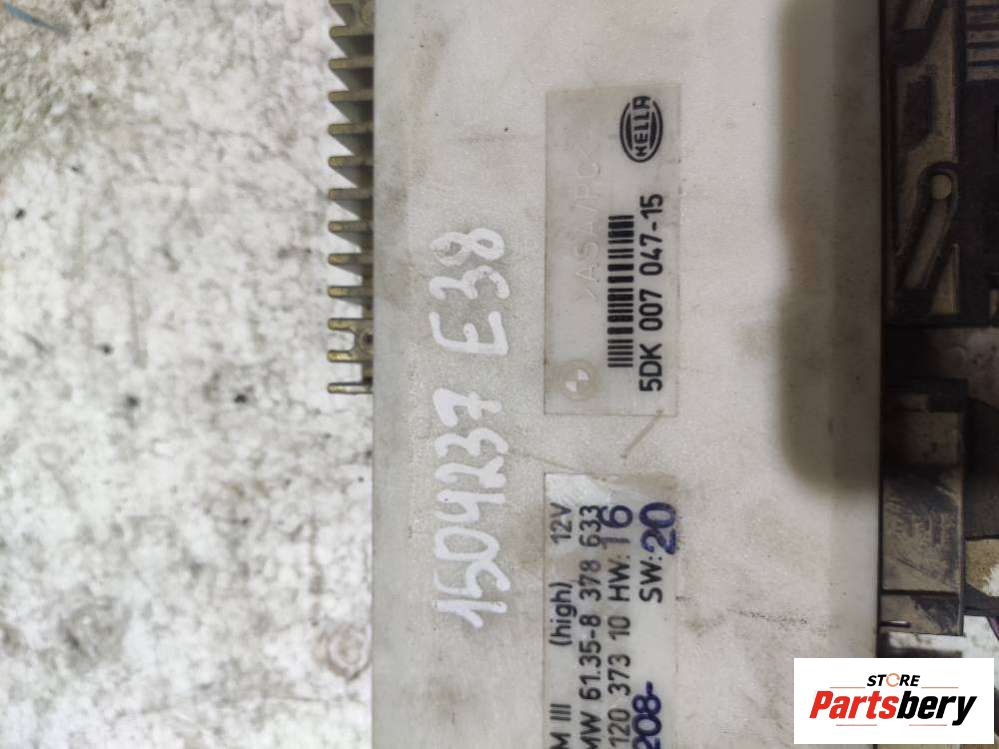 1504237 E38
HELLA
5DK 007 047-15
M III (high) 12V
MW 61.35-8 378 633
120 373 10 HW: 16
208- SW: 20
STORE
Partsbery